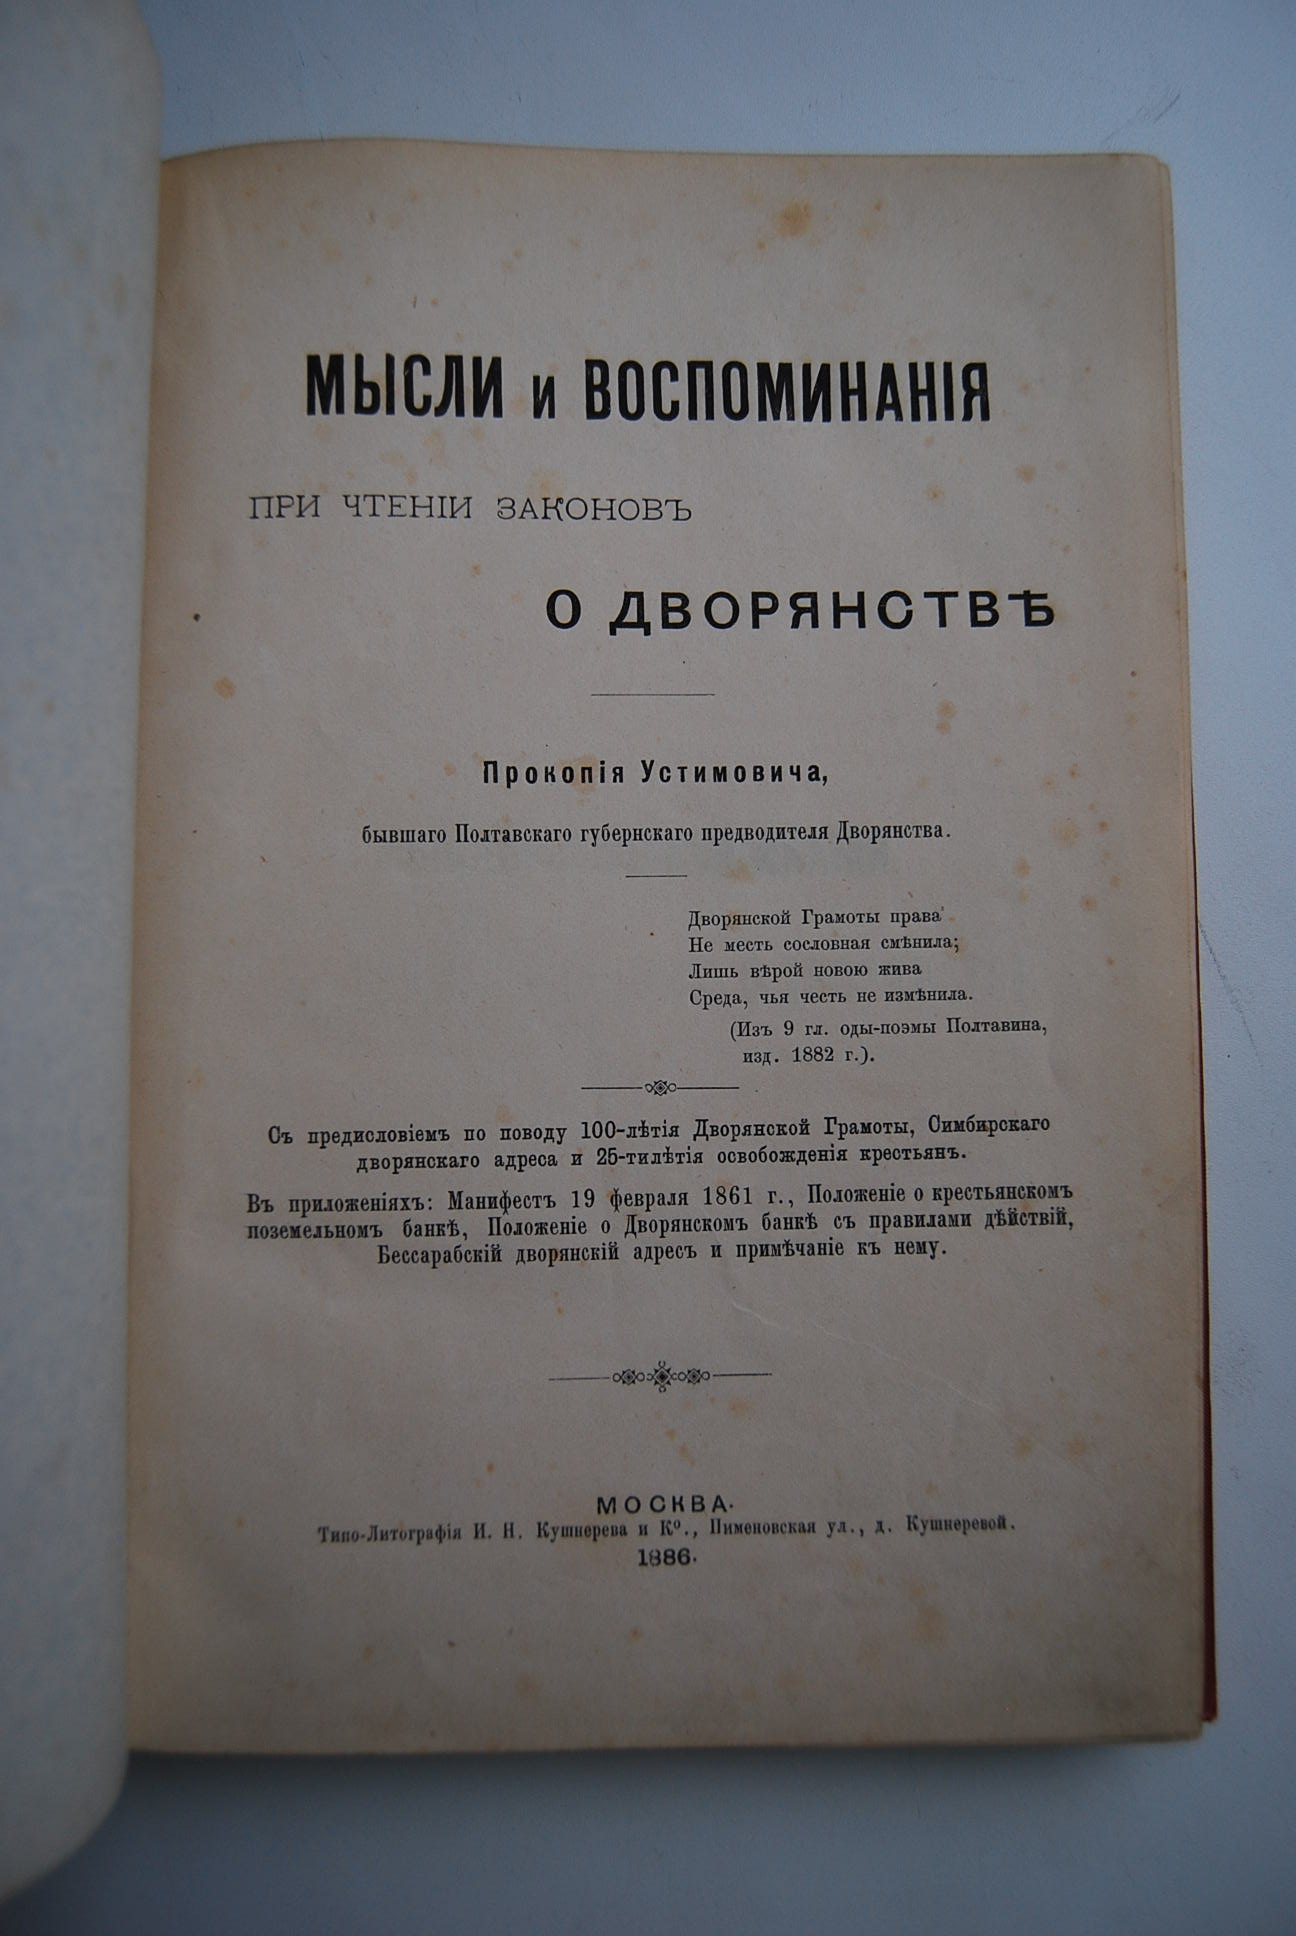 МЫСЛИ и ВОСПОМИНАНІЯ
ПРИ ЧТЕНІИ ЗАКОНОВЪ
О ДВОРЯНСТВѢ
Прокопія Устимовича,
бывшаго Полтавскаго губернскаго предводителя Дворянства.
Дворянской Грамоты права
Не месть сословная смѣнила;
Лишь вѣрой новою жива
Среда, чья честь не измѣнила.
(Изъ 9 гл. оды-поэмы Полтавина,
изд. 1882 г.).
Съ предисловіемъ по поводу 100-лѣтія Дворянской Грамоты, Симбирскаго
дворянскаго адреса и 25-тилѣтія освобожденія крестьянъ.
Въ приложеніяхъ: Манифестъ 19 февраля 1861 г., Положеніе о крестьянскомъ
поземельномъ банкѣ, Положеніе о Дворянскомъ банкѣ съ правилами дѣйствій,
Бессарабскій дворянскій адресъ и примѣчаніе къ нему.
МОСКВА.
Типо-Литографія И. Н. Кушнерева и К⁰., Пименовская ул., д. Кушнеревой.
1886.